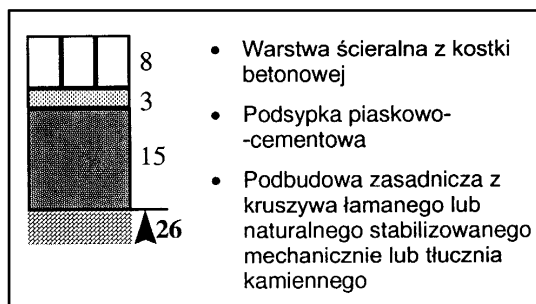 8
3
15
26
• Warstwa ścieralna z kostki
betonowej
• Podsypka piaskowo-
-cementowa
• Podbudowa zasadnicza z
kruszywa łamanego lub
naturalnego stabilizowanego
mechanicznie lub tłucznia
kamiennego